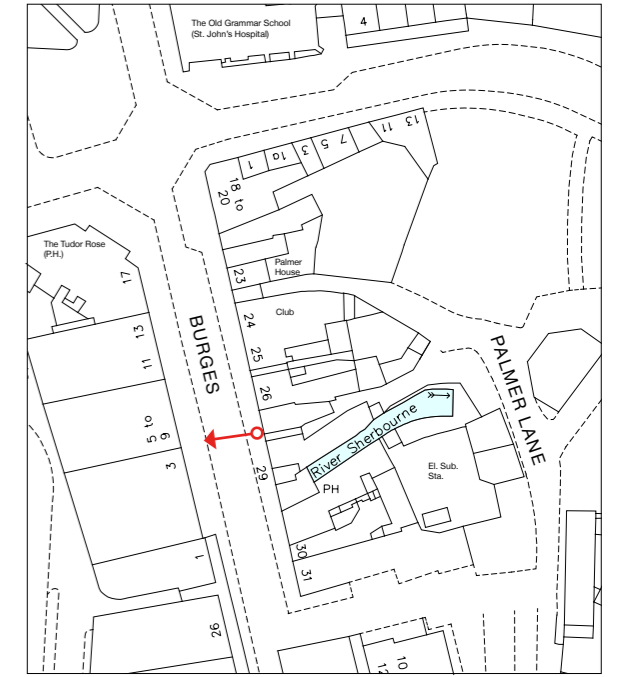 The Old Grammar School
(St. John's Hospital)
4
13
11
7
5
3
1a
1
18 to
20
The Tudor Rose
(P.H.)
17
Palmer
House
23
Club
24
BURGES
13
25
11
PALMER LANE
26
5 to
9
River Sherbourne
3
29
El. Sub.
Sta.
PH
30
1
31
26
10
12